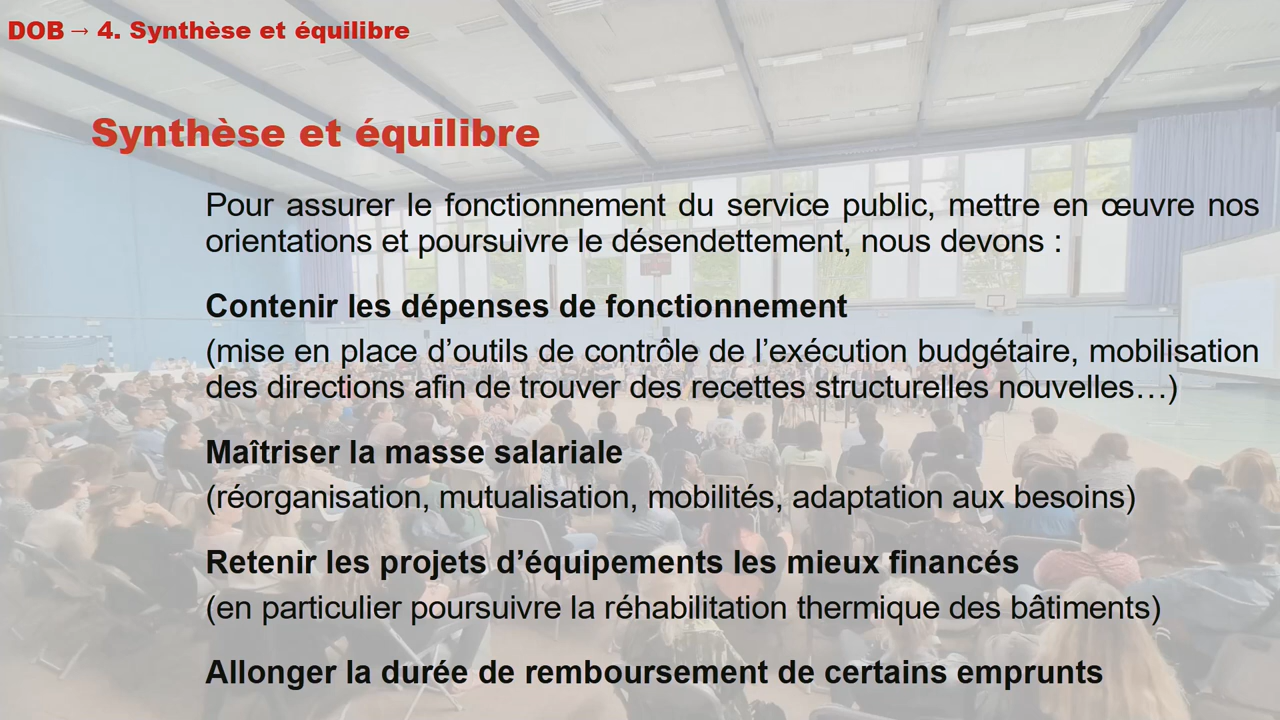 DOB → 4. Synthèse et équilibre
Synthèse et équilibre
Pour assurer le fonctionnement du service public, mettre en œuvre nos
orientations et poursuivre le désendettement, nous devons :
Contenir les dépenses de fonctionnement
(mise en place d’outils de contrôle de l’exécution budgétaire, mobilisation
des directions afin de trouver des recettes structurelles nouvelles…)
Maîtriser la masse salariale
(réorganisation, mutualisation, mobilités, adaptation aux besoins)
Retenir les projets d’équipements les mieux financés
(en particulier poursuivre la réhabilitation thermique des bâtiments)
Allonger la durée de remboursement de certains emprunts